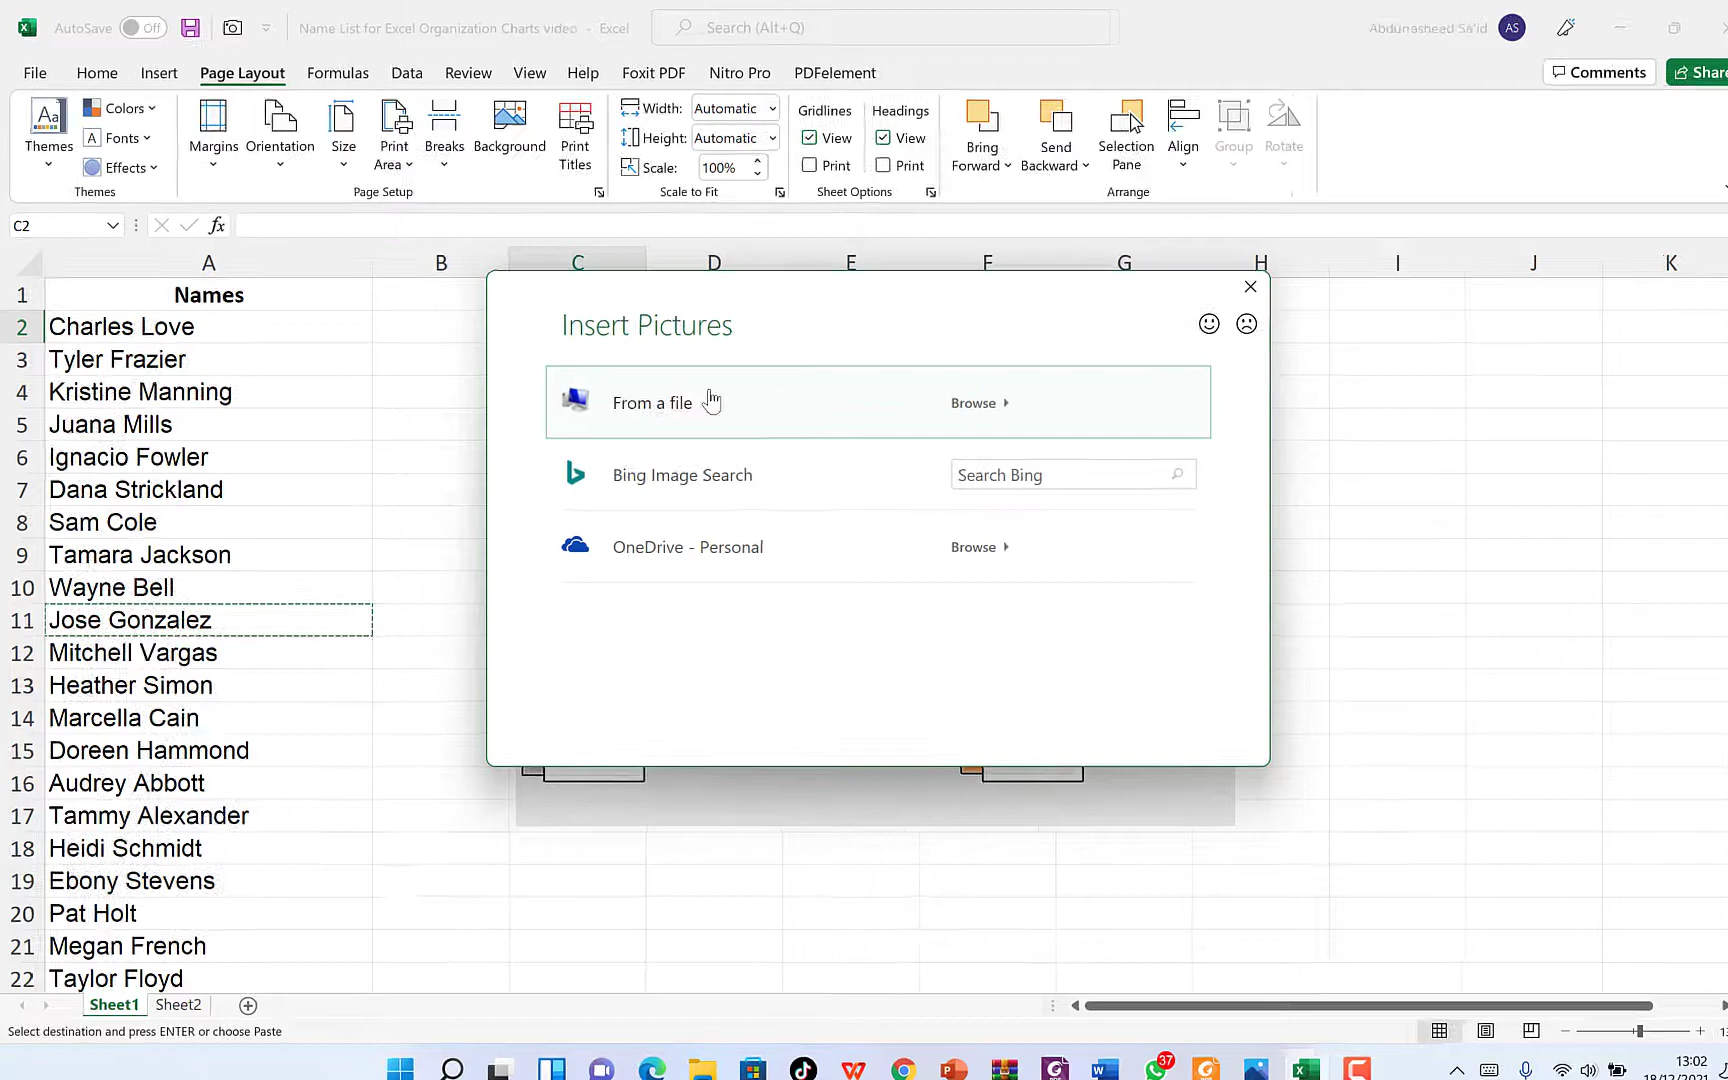 AutoSave Off Name List for Excel Organization Charts video - Excel Search (Alt+Q) Abdunasheed Sa'id AS
File Home Insert Page Layout Formulas Data Review View Help Foxit PDF Nitro Pro PDFelement Comments Share
Themes
Colors
Fonts
Effects
Themes
Margins
Orientation
Size
Print Area
Breaks
Background
Print Titles
Page Setup
Width: Automatic
Height: Automatic
Scale: 100%
Scale to Fit
Gridlines
View
Print
Headings
View
Print
Sheet Options
Bring Forward
Send Backward
Selection Pane
Align
Group
Rotate
Arrange
C2 fx
A B C D E F G H I J K
1 Names
2 Charles Love
3 Tyler Frazier
4 Kristine Manning
5 Juana Mills
6 Ignacio Fowler
7 Dana Strickland
8 Sam Cole
9 Tamara Jackson
10 Wayne Bell
11 Jose Gonzalez
12 Mitchell Vargas
13 Heather Simon
14 Marcella Cain
15 Doreen Hammond
16 Audrey Abbott
17 Tammy Alexander
18 Heidi Schmidt
19 Ebony Stevens
20 Pat Holt
21 Megan French
22 Taylor Floyd
Insert Pictures
From a file Browse
Bing Image Search Search Bing
OneDrive - Personal Browse
Sheet1 Sheet2
Select destination and press ENTER or choose Paste
37
13:02
18/12/2021